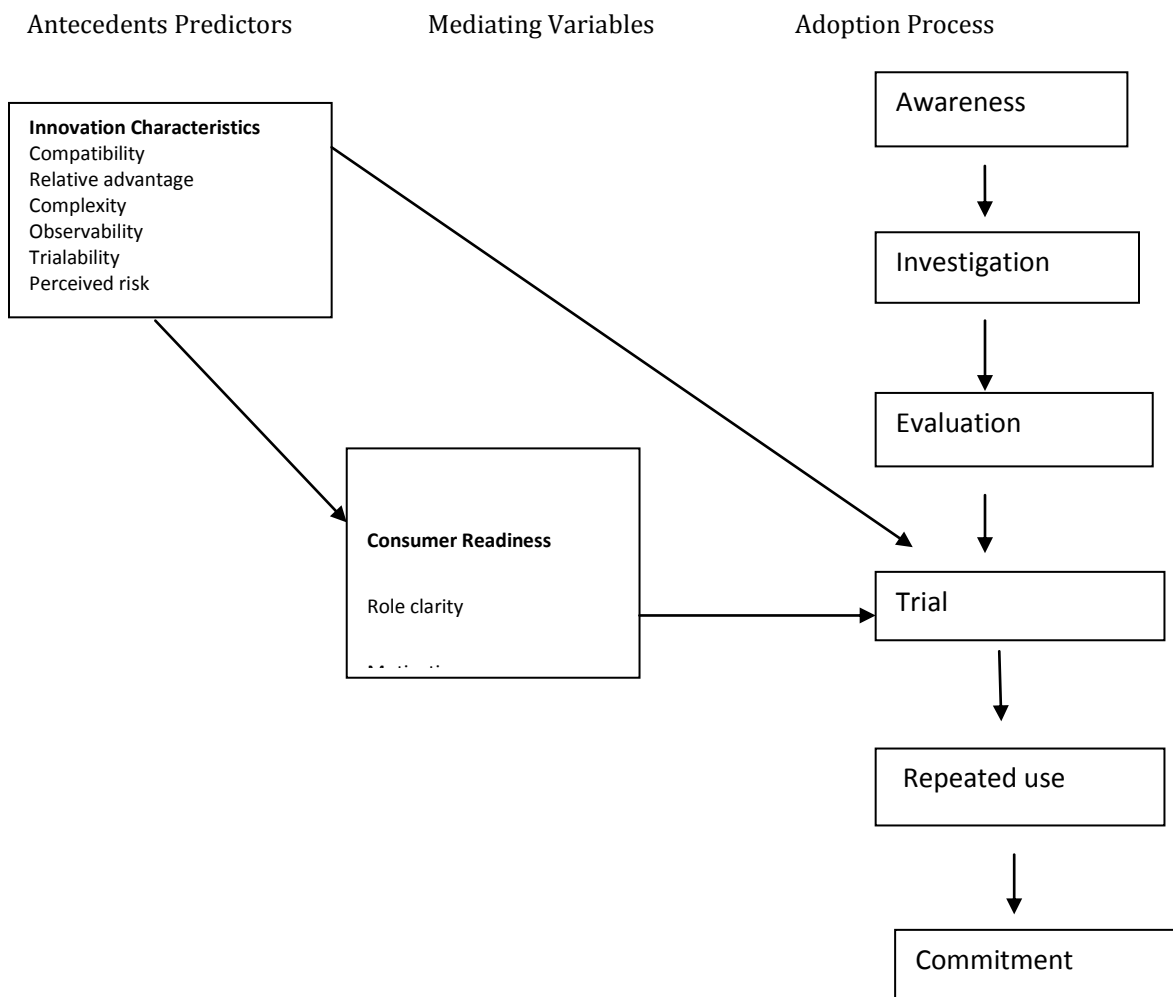 Antecedents Predictors
Mediating Variables
Adoption Process
Awareness
Innovation Characteristics
Compatibility
Relative advantage
Complexity
Observability
Trialability
Perceived risk
Investigation
Evaluation
Consumer Readiness
Role clarity
Trial
Repeated use
Commitment